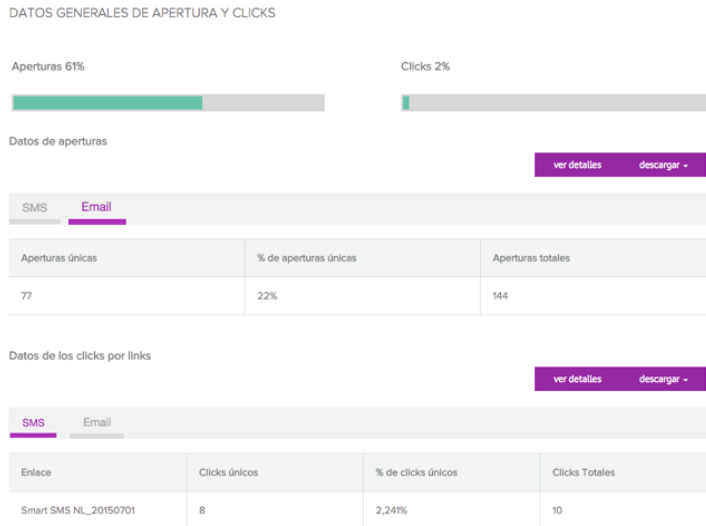 DATOS GENERALES DE APERTURA Y CLICKS
Aperturas 61%
Clicks 2%
Datos de aperturas
ver detalles descargar
SMS Email
Aperturas únicas % de aperturas únicas Aperturas totales
77 22% 144
Datos de los clicks por links
ver detalles descargar
SMS Email
Enlace Clicks únicos % de clicks únicos Clicks Totales
Smart SMS NL_20150701 8 2,241% 10